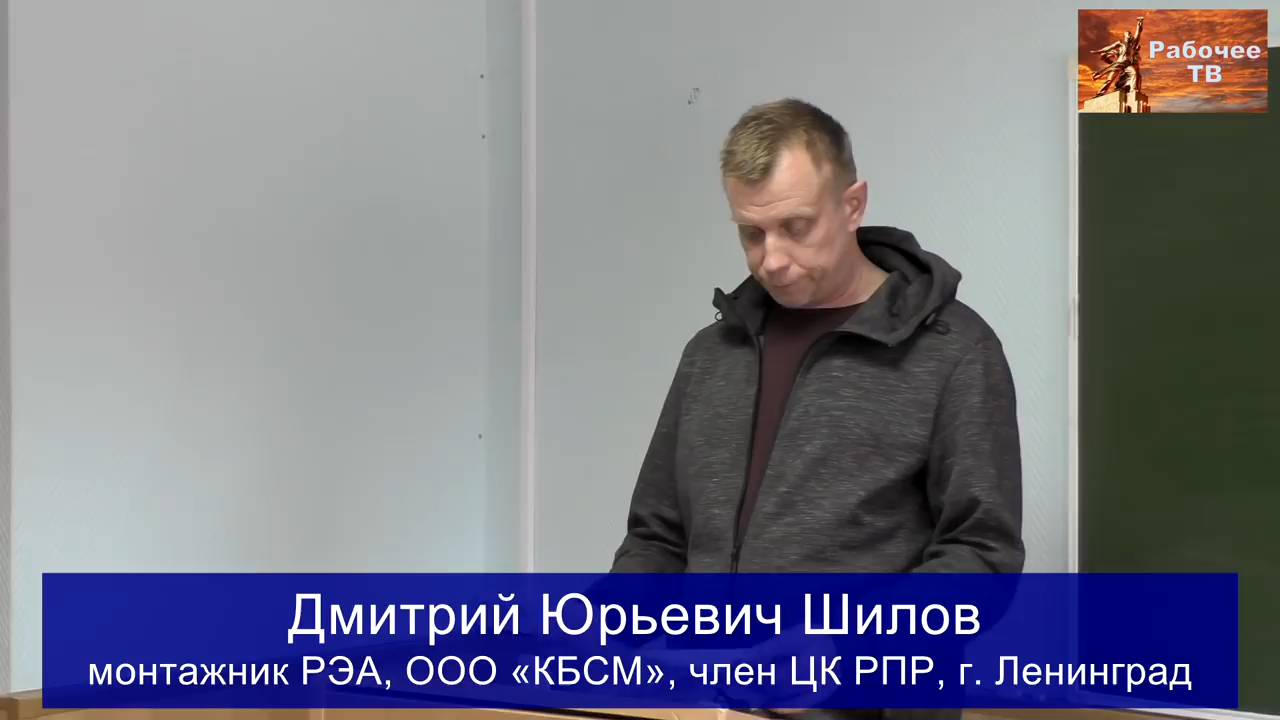 Рабочее
ТВ
Дмитрий Юрьевич Шилов
монтажник РЭА, ООО «КБСМ», член ЦК РПР, г. Ленинград